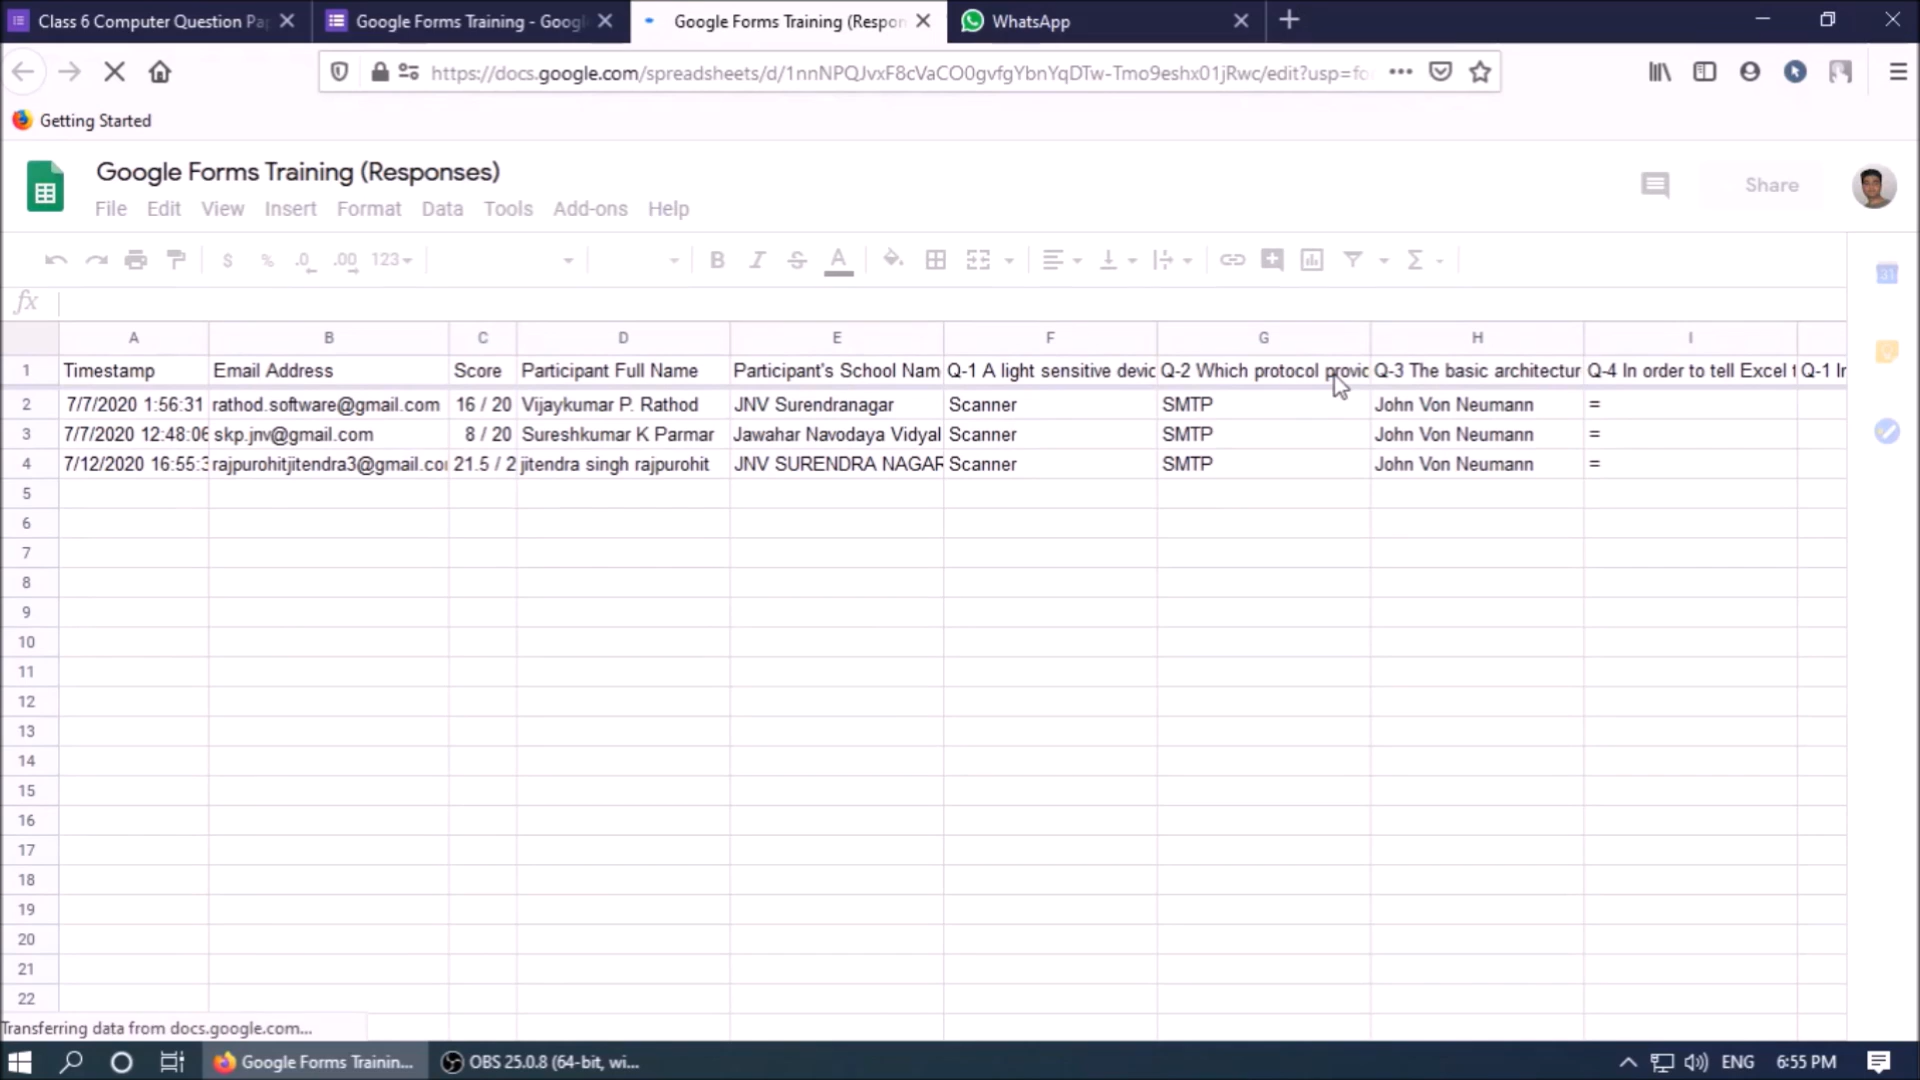 Class 6 Computer Question Pa
Google Forms Training - Googl
Google Forms Training (Respon
WhatsApp
https://docs.google.com/spreadsheets/d/1nnNPQJvxF8cVaCO0gvfgYbnYqDTw-Tmo9eshx01jRwc/edit?usp=fo
Getting Started
Google Forms Training (Responses)
Share
File Edit View Insert Format Data Tools Add-ons Help
$ % .0 .00 123 B I S A Σ
31
fx
A B C D E F G H I
1 Timestamp Email Address Score Participant Full Name Participant's School Nam Q-1 A light sensitive devic Q-2 Which protocol provid Q-3 The basic architectur Q-4 In order to tell Excel t Q-1 In
2 7/7/2020 1:56:31 rathod.software@gmail.com 16 / 20 Vijaykumar P. Rathod JNV Surendranagar Scanner SMTP John Von Neumann =
3 7/7/2020 12:48:06 skp.jnv@gmail.com 8 / 20 Sureshkumar K Parmar Jawahar Navodaya Vidyal Scanner SMTP John Von Neumann =
4 7/12/2020 16:55:3 rajpurohitjitendra3@gmail.co 21.5 / 2 jitendra singh rajpurohit JNV SURENDRA NAGAR Scanner SMTP John Von Neumann =
5
6
7
8
9
10
11
12
13
14
15
16
17
18
19
20
21
22
Transferring data from docs.google.com...
Google Forms Trainin...
OBS 25.0.8 (64-bit, wi...
ENG 6:55 PM